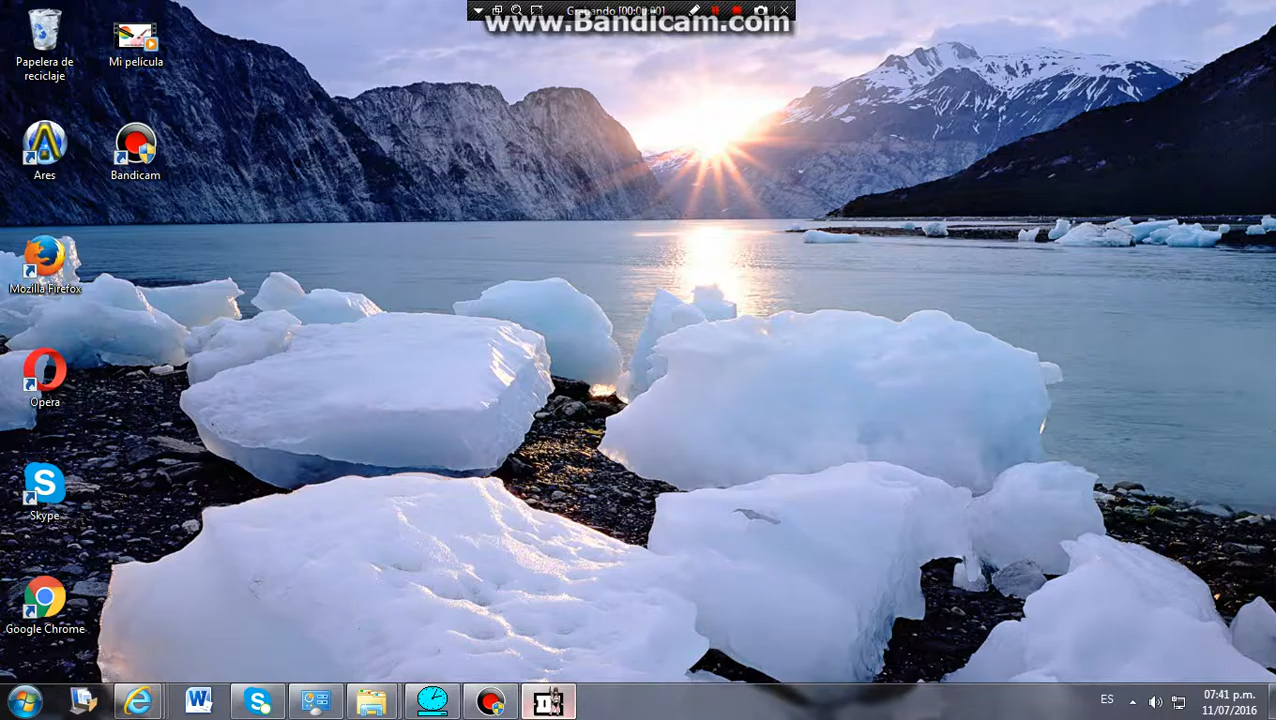 www.Bandicam.com
Papelera de
reciclaje
Mi película
Ares
Bandicam
Mozilla Firefox
Opera
Skype
Google Chrome
ES
07:41 p.m.
11/07/2016